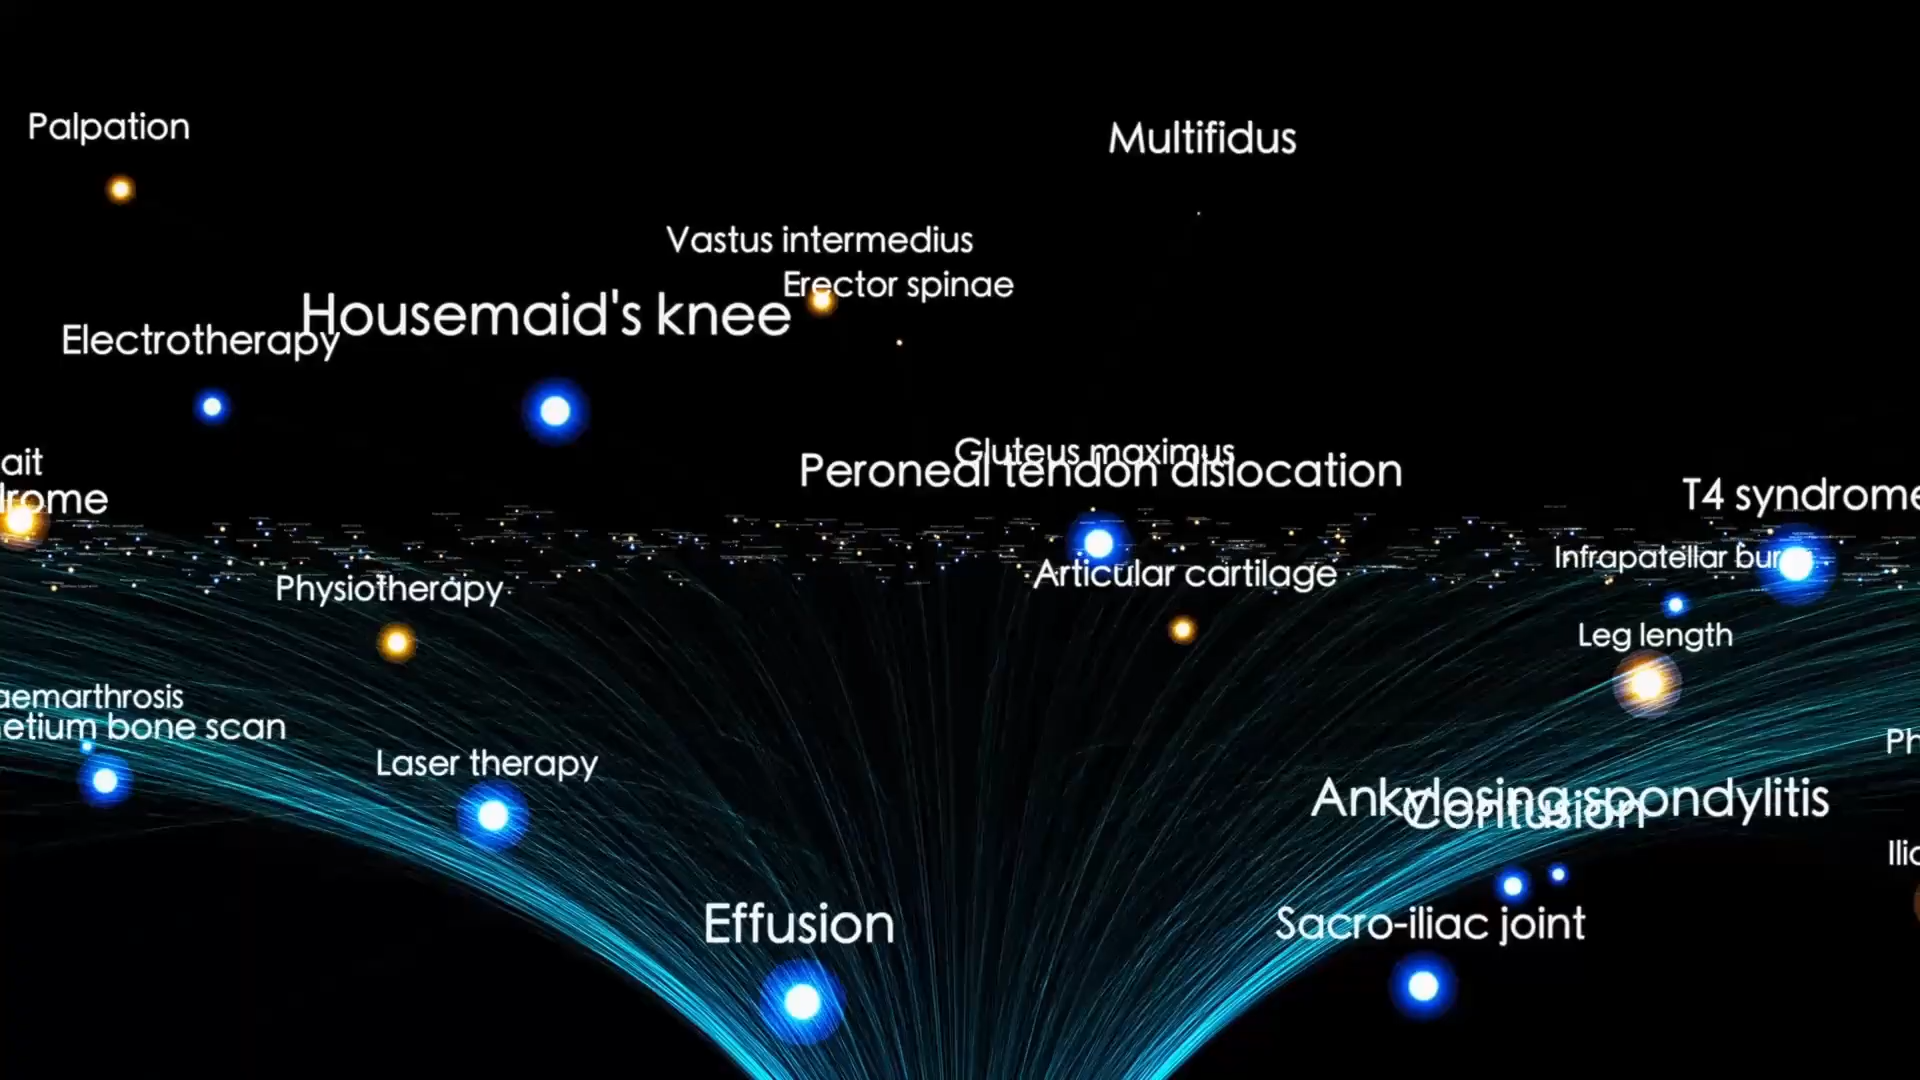 Palpation
Multifidus
Vastus intermedius
Erector spinae
Housemaid's knee
Electrotherapy
Gluteus maximus
Peroneal tendon dislocation
ait
drome
T4 syndrome
Infrapatellar bur
Articular cartilage
Physiotherapy
Leg length
aemarthrosis
etium bone scan
Ph
Laser therapy
Ankylosing spondylitis
Contusion
Ilia
Effusion
Sacro-iliac joint